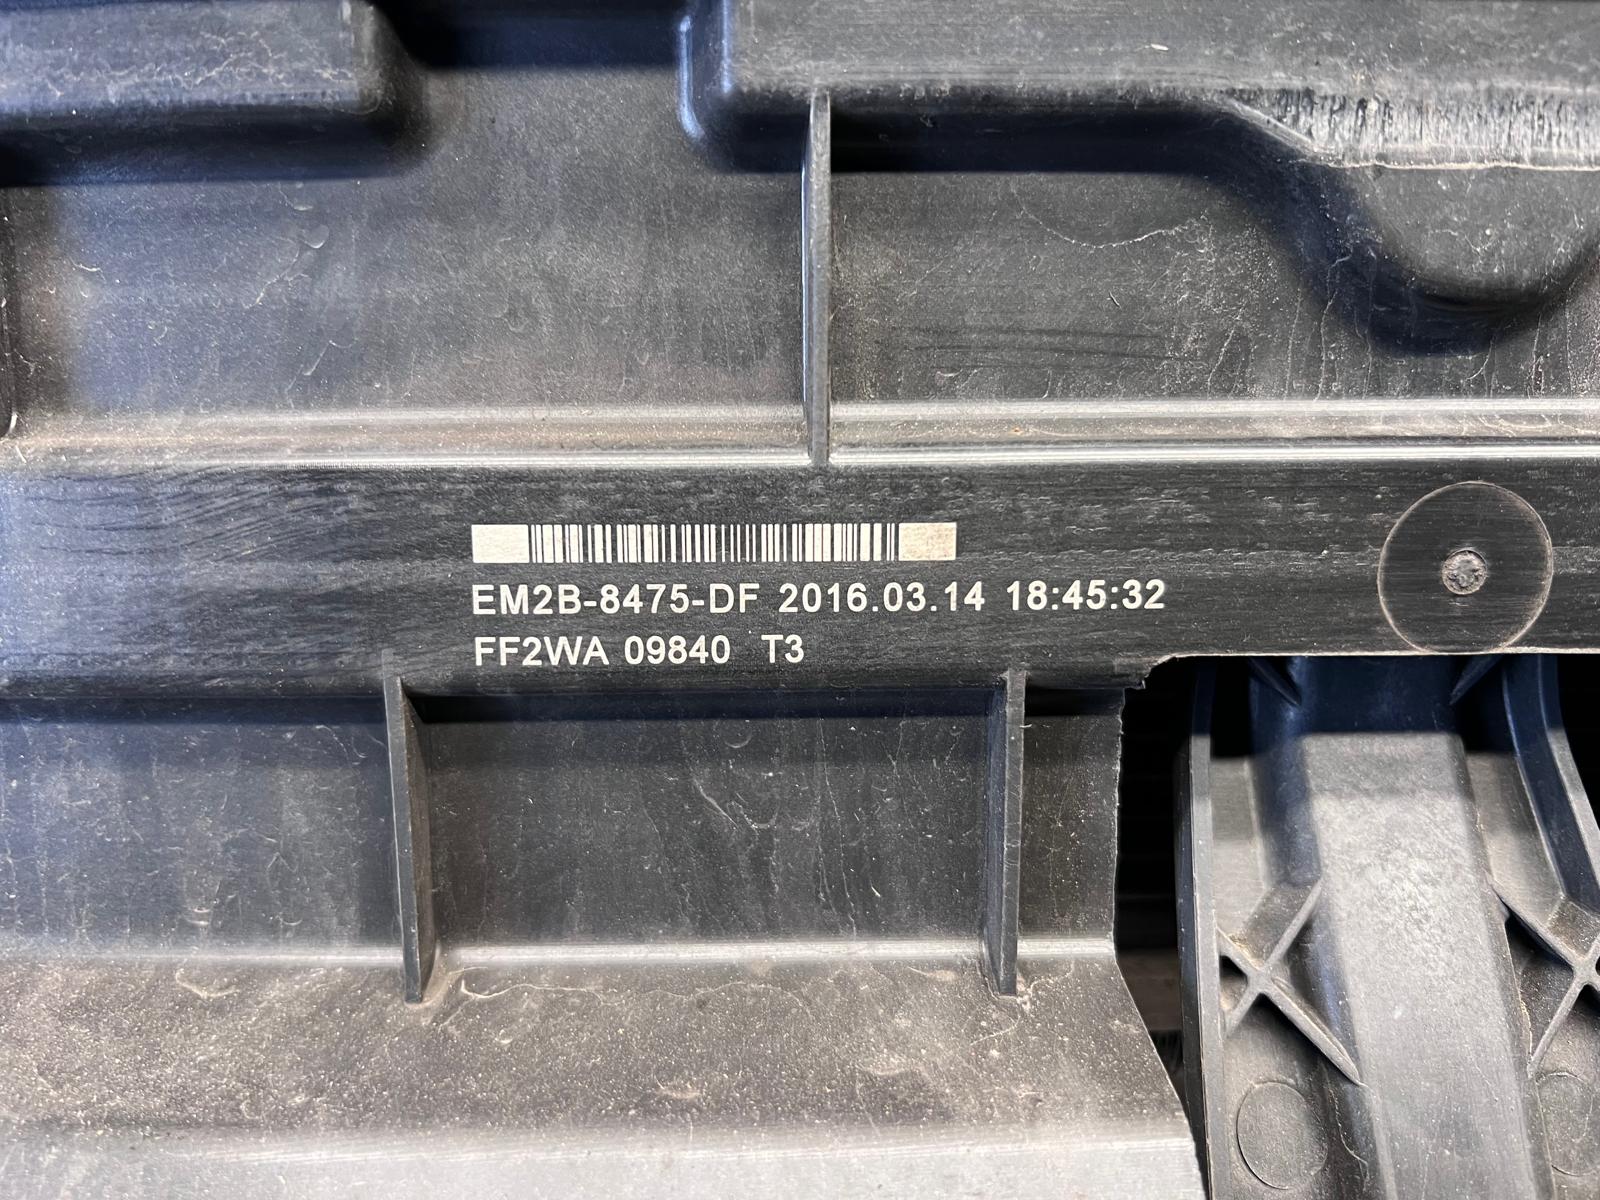 EM2B-8475-DF 2016.03.14 18:45:32
FF2WA 09840 T3